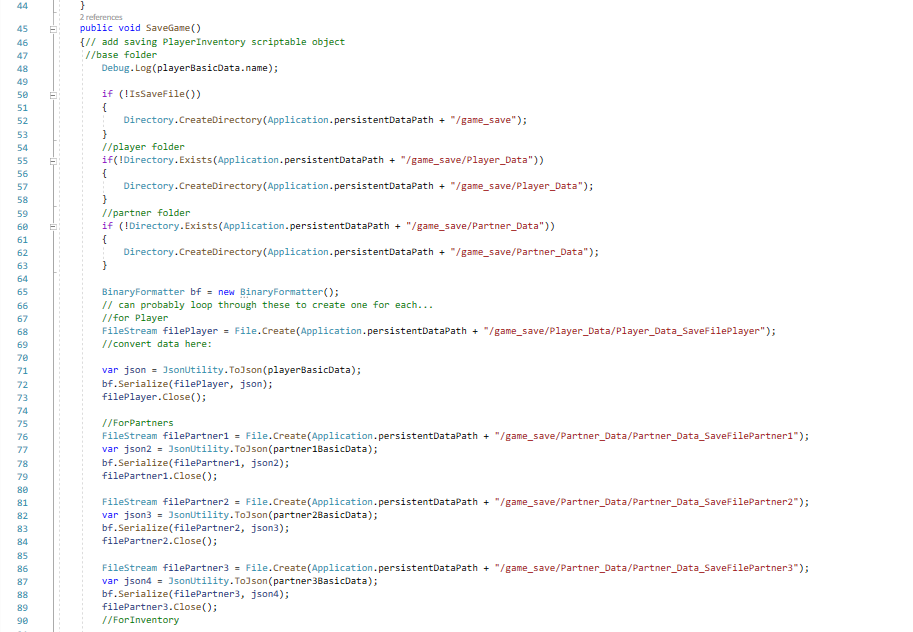 44 }
2 references
45 public void SaveGame()
46 {// add saving PlayerInventory scriptable object
47 //base folder
48 Debug.Log(playerBasicData.name);
49
50 if (!IsSaveFile())
51 {
52 Directory.CreateDirectory(Application.persistentDataPath + "/game_save");
53 }
54 //player folder
55 if(!Directory.Exists(Application.persistentDataPath + "/game_save/Player_Data"))
56 {
57 Directory.CreateDirectory(Application.persistentDataPath + "/game_save/Player_Data");
58 }
59 //partner folder
60 if (!Directory.Exists(Application.persistentDataPath + "/game_save/Partner_Data"))
61 {
62 Directory.CreateDirectory(Application.persistentDataPath + "/game_save/Partner_Data");
63 }
64
65 BinaryFormatter bf = new BinaryFormatter();
66 // can probably loop through these to create one for each...
67 //for Player
68 FileStream filePlayer = File.Create(Application.persistentDataPath + "/game_save/Player_Data/Player_Data_SaveFilePlayer");
69 //convert data here:
70
71 var json = JsonUtility.ToJson(playerBasicData);
72 bf.Serialize(filePlayer, json);
73 filePlayer.Close();
74
75 //ForPartners
76 FileStream filePartner1 = File.Create(Application.persistentDataPath + "/game_save/Partner_Data/Partner_Data_SaveFilePartner1");
77 var json2 = JsonUtility.ToJson(partner1BasicData);
78 bf.Serialize(filePartner1, json2);
79 filePartner1.Close();
80
81 FileStream filePartner2 = File.Create(Application.persistentDataPath + "/game_save/Partner_Data/Partner_Data_SaveFilePartner2");
82 var json3 = JsonUtility.ToJson(partner2BasicData);
83 bf.Serialize(filePartner2, json3);
84 filePartner2.Close();
85
86 FileStream filePartner3 = File.Create(Application.persistentDataPath + "/game_save/Partner_Data/Partner_Data_SaveFilePartner3");
87 var json4 = JsonUtility.ToJson(partner3BasicData);
88 bf.Serialize(filePartner3, json4);
89 filePartner3.Close();
90 //ForInventory